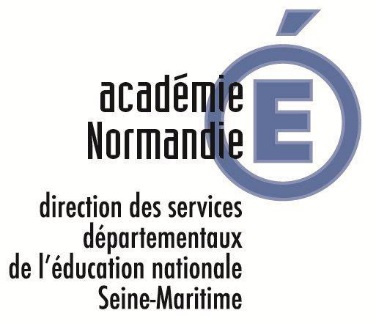 académie
Normandie
É
direction des services
départementaux
de l'éducation nationale
Seine-Maritime